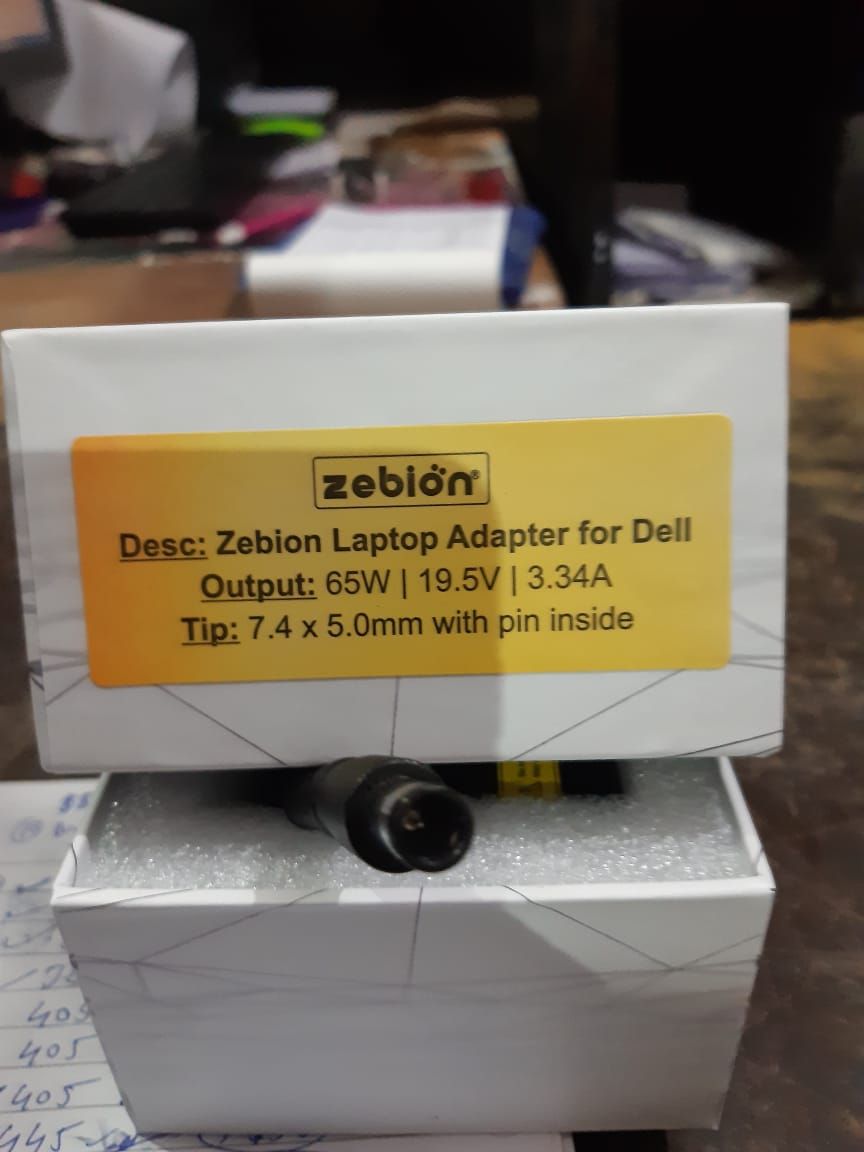 zebion®
Desc: Zebion Laptop Adapter for Dell
Output: 65W | 19.5V | 3.34A
Tip: 7.4 x 5.0mm with pin inside
405
405
405
445